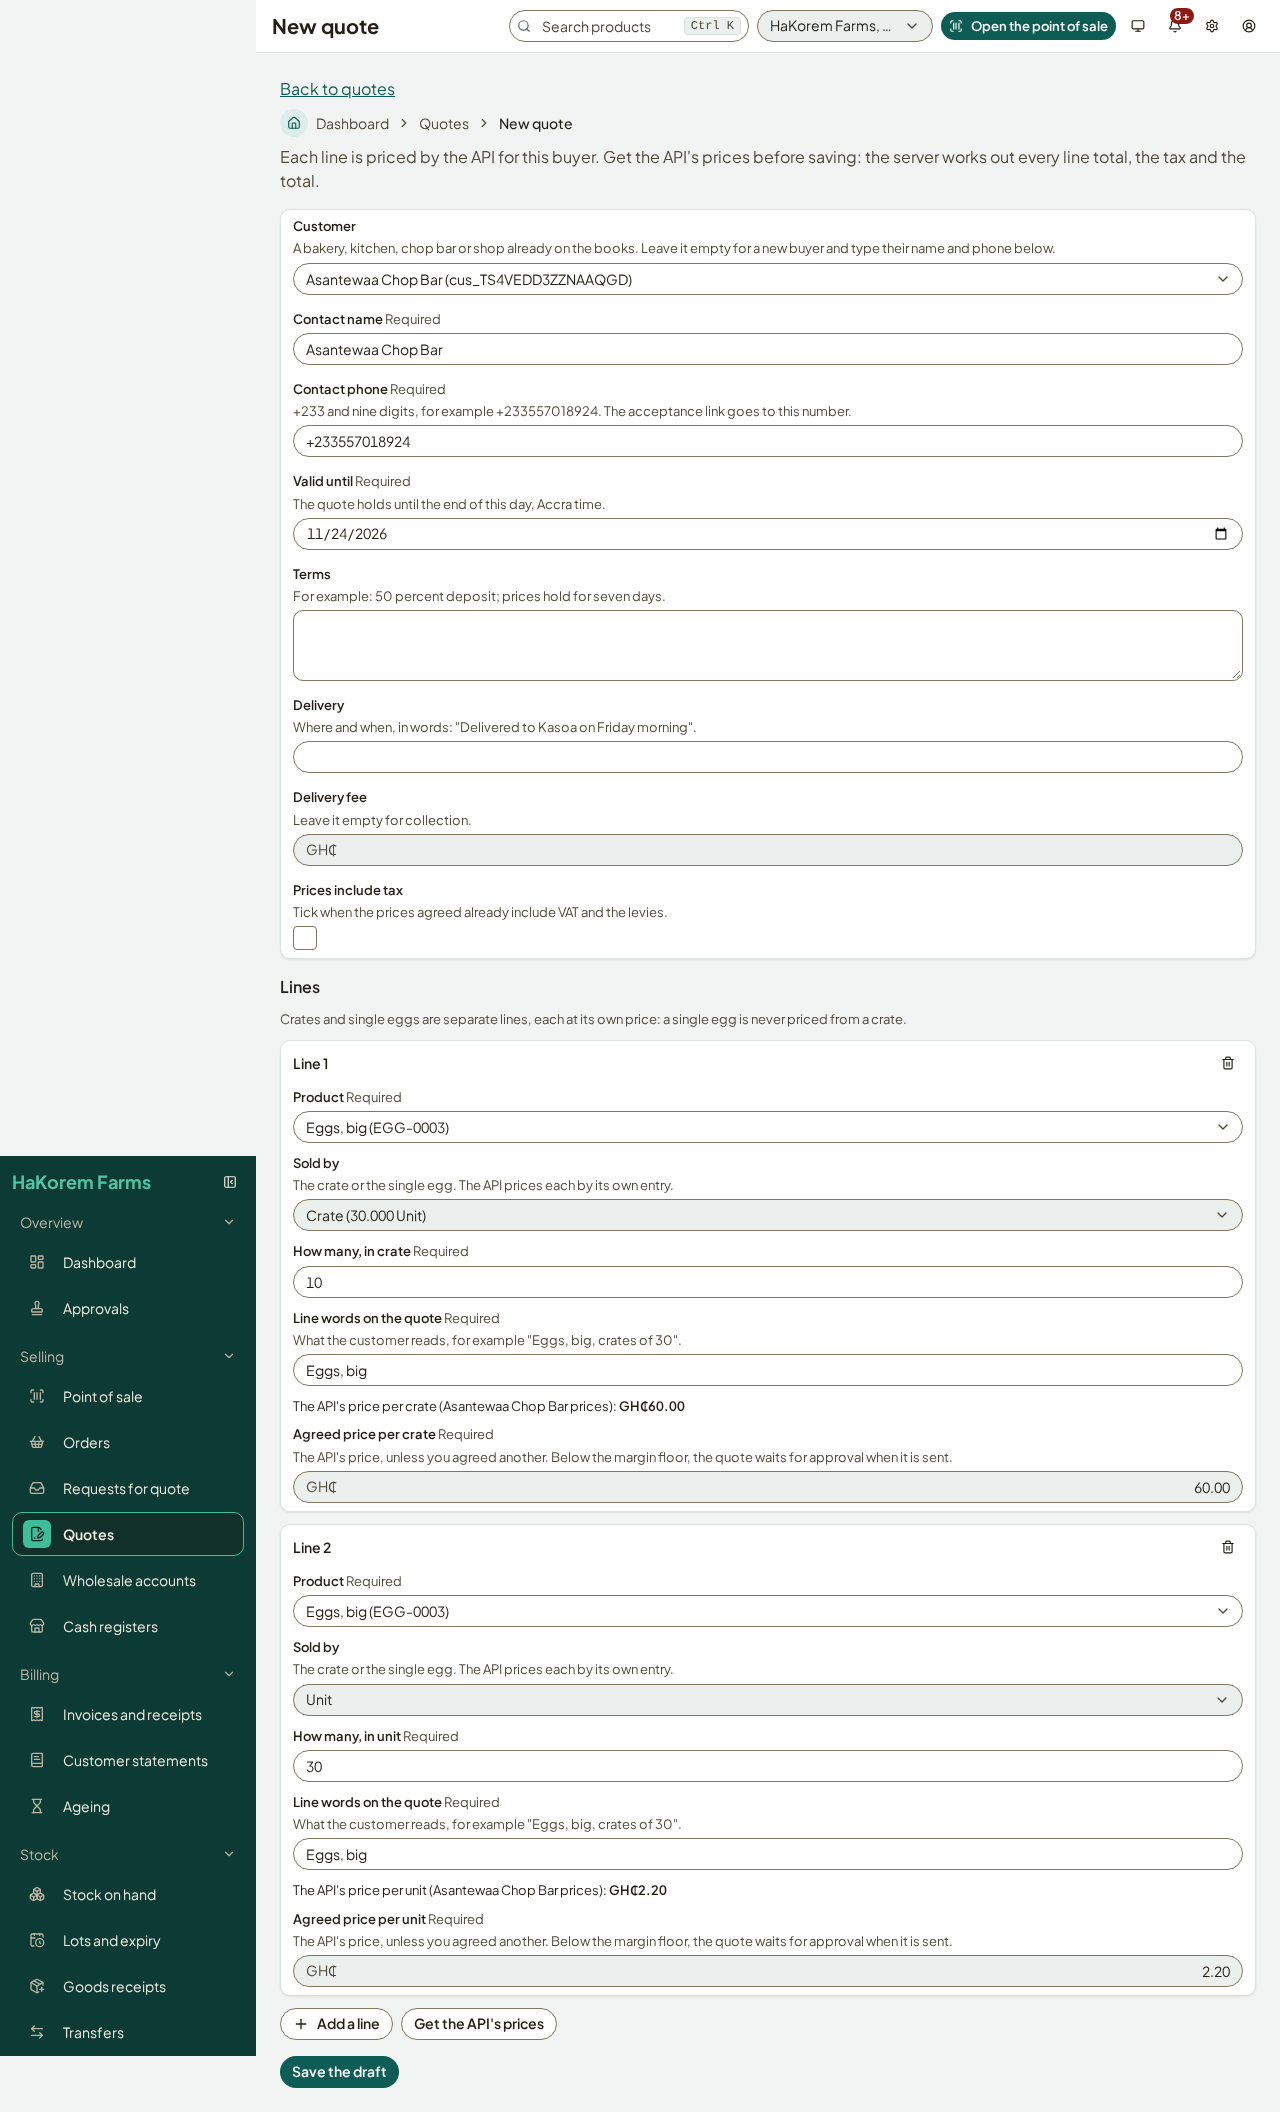 New quote
Search products
Ctrl K
HaKorem Farms, ...
Open the point of sale
8+
Back to quotes
Dashboard
Quotes
New quote
Each line is priced by the API for this buyer. Get the API's prices before saving: the server works out every line total, the tax and the
total.
Customer
A bakery, kitchen, chop bar or shop already on the books. Leave it empty for a new buyer and type their name and phone below.
Asantewaa Chop Bar (cus_TS4VEDD3ZZNAAQGD)
Contact name Required
Asantewaa Chop Bar
Contact phone Required
+233 and nine digits, for example +233557018924. The acceptance link goes to this number.
+233557018924
Valid until Required
The quote holds until the end of this day, Accra time.
11/24/2026
Terms
For example: 50 percent deposit; prices hold for seven days.
Delivery
Where and when, in words: "Delivered to Kasoa on Friday morning".
Delivery fee
Leave it empty for collection.
GH₵
Prices include tax
Tick when the prices agreed already include VAT and the levies.
Lines
Crates and single eggs are separate lines, each at its own price: a single egg is never priced from a crate.
Line 1
Product Required
Eggs, big (EGG-0003)
Sold by
The crate or the single egg. The API prices each by its own entry.
Crate (30.000 Unit)
How many, in crate Required
10
Line words on the quote Required
What the customer reads, for example "Eggs, big, crates of 30".
Eggs, big
The API's price per crate (Asantewaa Chop Bar prices): GH₵60.00
Agreed price per crate Required
The API's price, unless you agreed another. Below the margin floor, the quote waits for approval when it is sent.
GH₵
60.00
Line 2
Product Required
Eggs, big (EGG-0003)
Sold by
The crate or the single egg. The API prices each by its own entry.
Unit
How many, in unit Required
30
Line words on the quote Required
What the customer reads, for example "Eggs, big, crates of 30".
Eggs, big
The API's price per unit (Asantewaa Chop Bar prices): GH₵2.20
Agreed price per unit Required
The API's price, unless you agreed another. Below the margin floor, the quote waits for approval when it is sent.
GH₵
2.20
Add a line
Get the API's prices
Save the draft
HaKorem Farms
Overview
Dashboard
Approvals
Selling
Point of sale
Orders
Requests for quote
Quotes
Wholesale accounts
Cash registers
Billing
Invoices and receipts
Customer statements
Ageing
Stock
Stock on hand
Lots and expiry
Goods receipts
Transfers